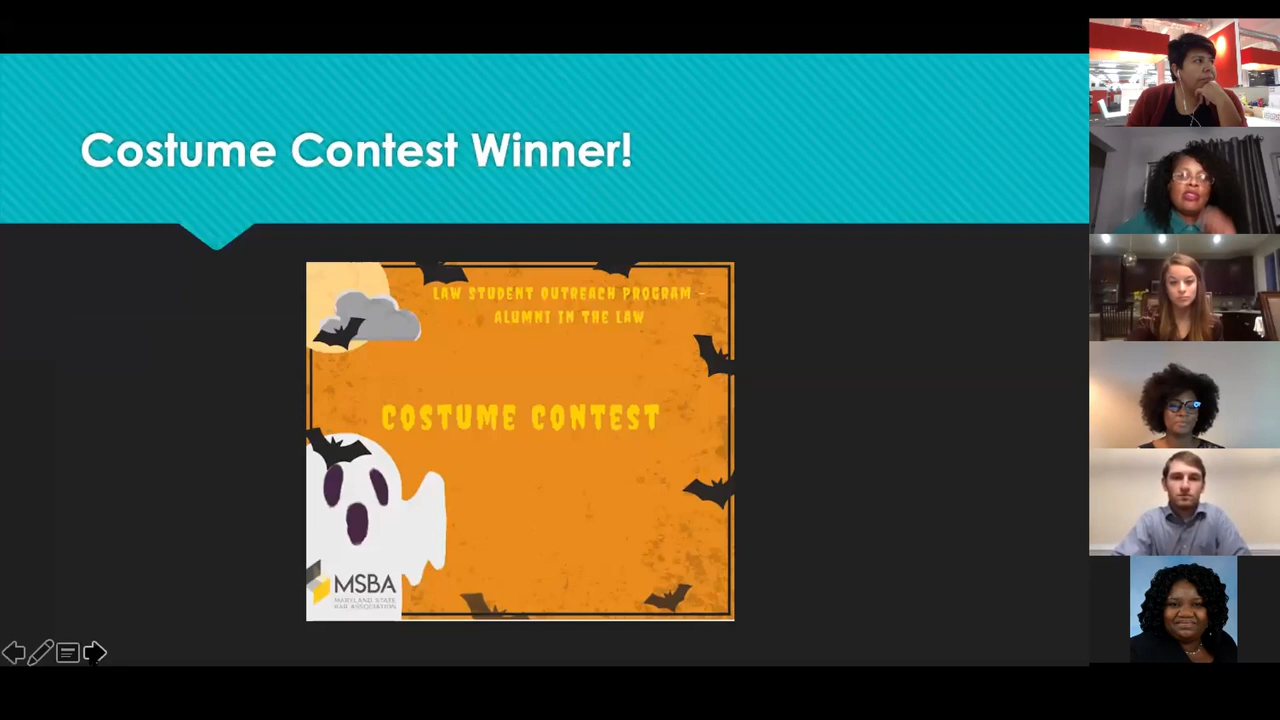 Costume Contest Winner!
LAW STUDENT OUTREACH PROGRAM –
ALUMNI IN THE LAW
COSTUME CONTEST
MSBA
MARYLAND STATE
BAR ASSOCIATION